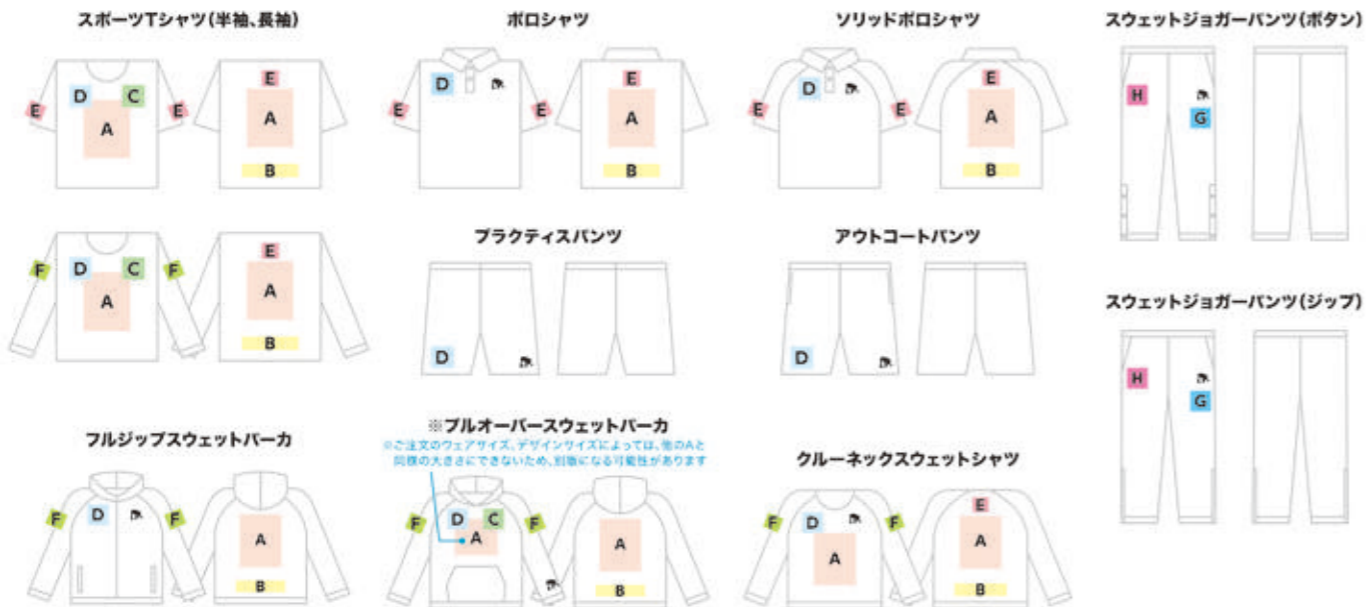 スポーツTシャツ(半袖、長袖)
D
C
E
E
A
E
A
B
F
D
C
F
A
E
A
B
ポロシャツ
D
E
E
E
A
B
ソリッドポロシャツ
D
E
E
E
A
B
スウェットジョガーパンツ(ボタン)
H
G
プラクティスパンツ
D
アウトコートパンツ
D
スウェットジョガーパンツ(ジップ)
H
G
フルジップスウェットパーカ
F
D
F
A
B
※プルオーバースウェットパーカ
※ご注文のウェアサイズ、デザインサイズによっては、他のAと
同様の大きさにできないため、別版になる可能性があります
F
D
C
F
A
A
B
クルーネックスウェットシャツ
F
D
F
A
E
A
B